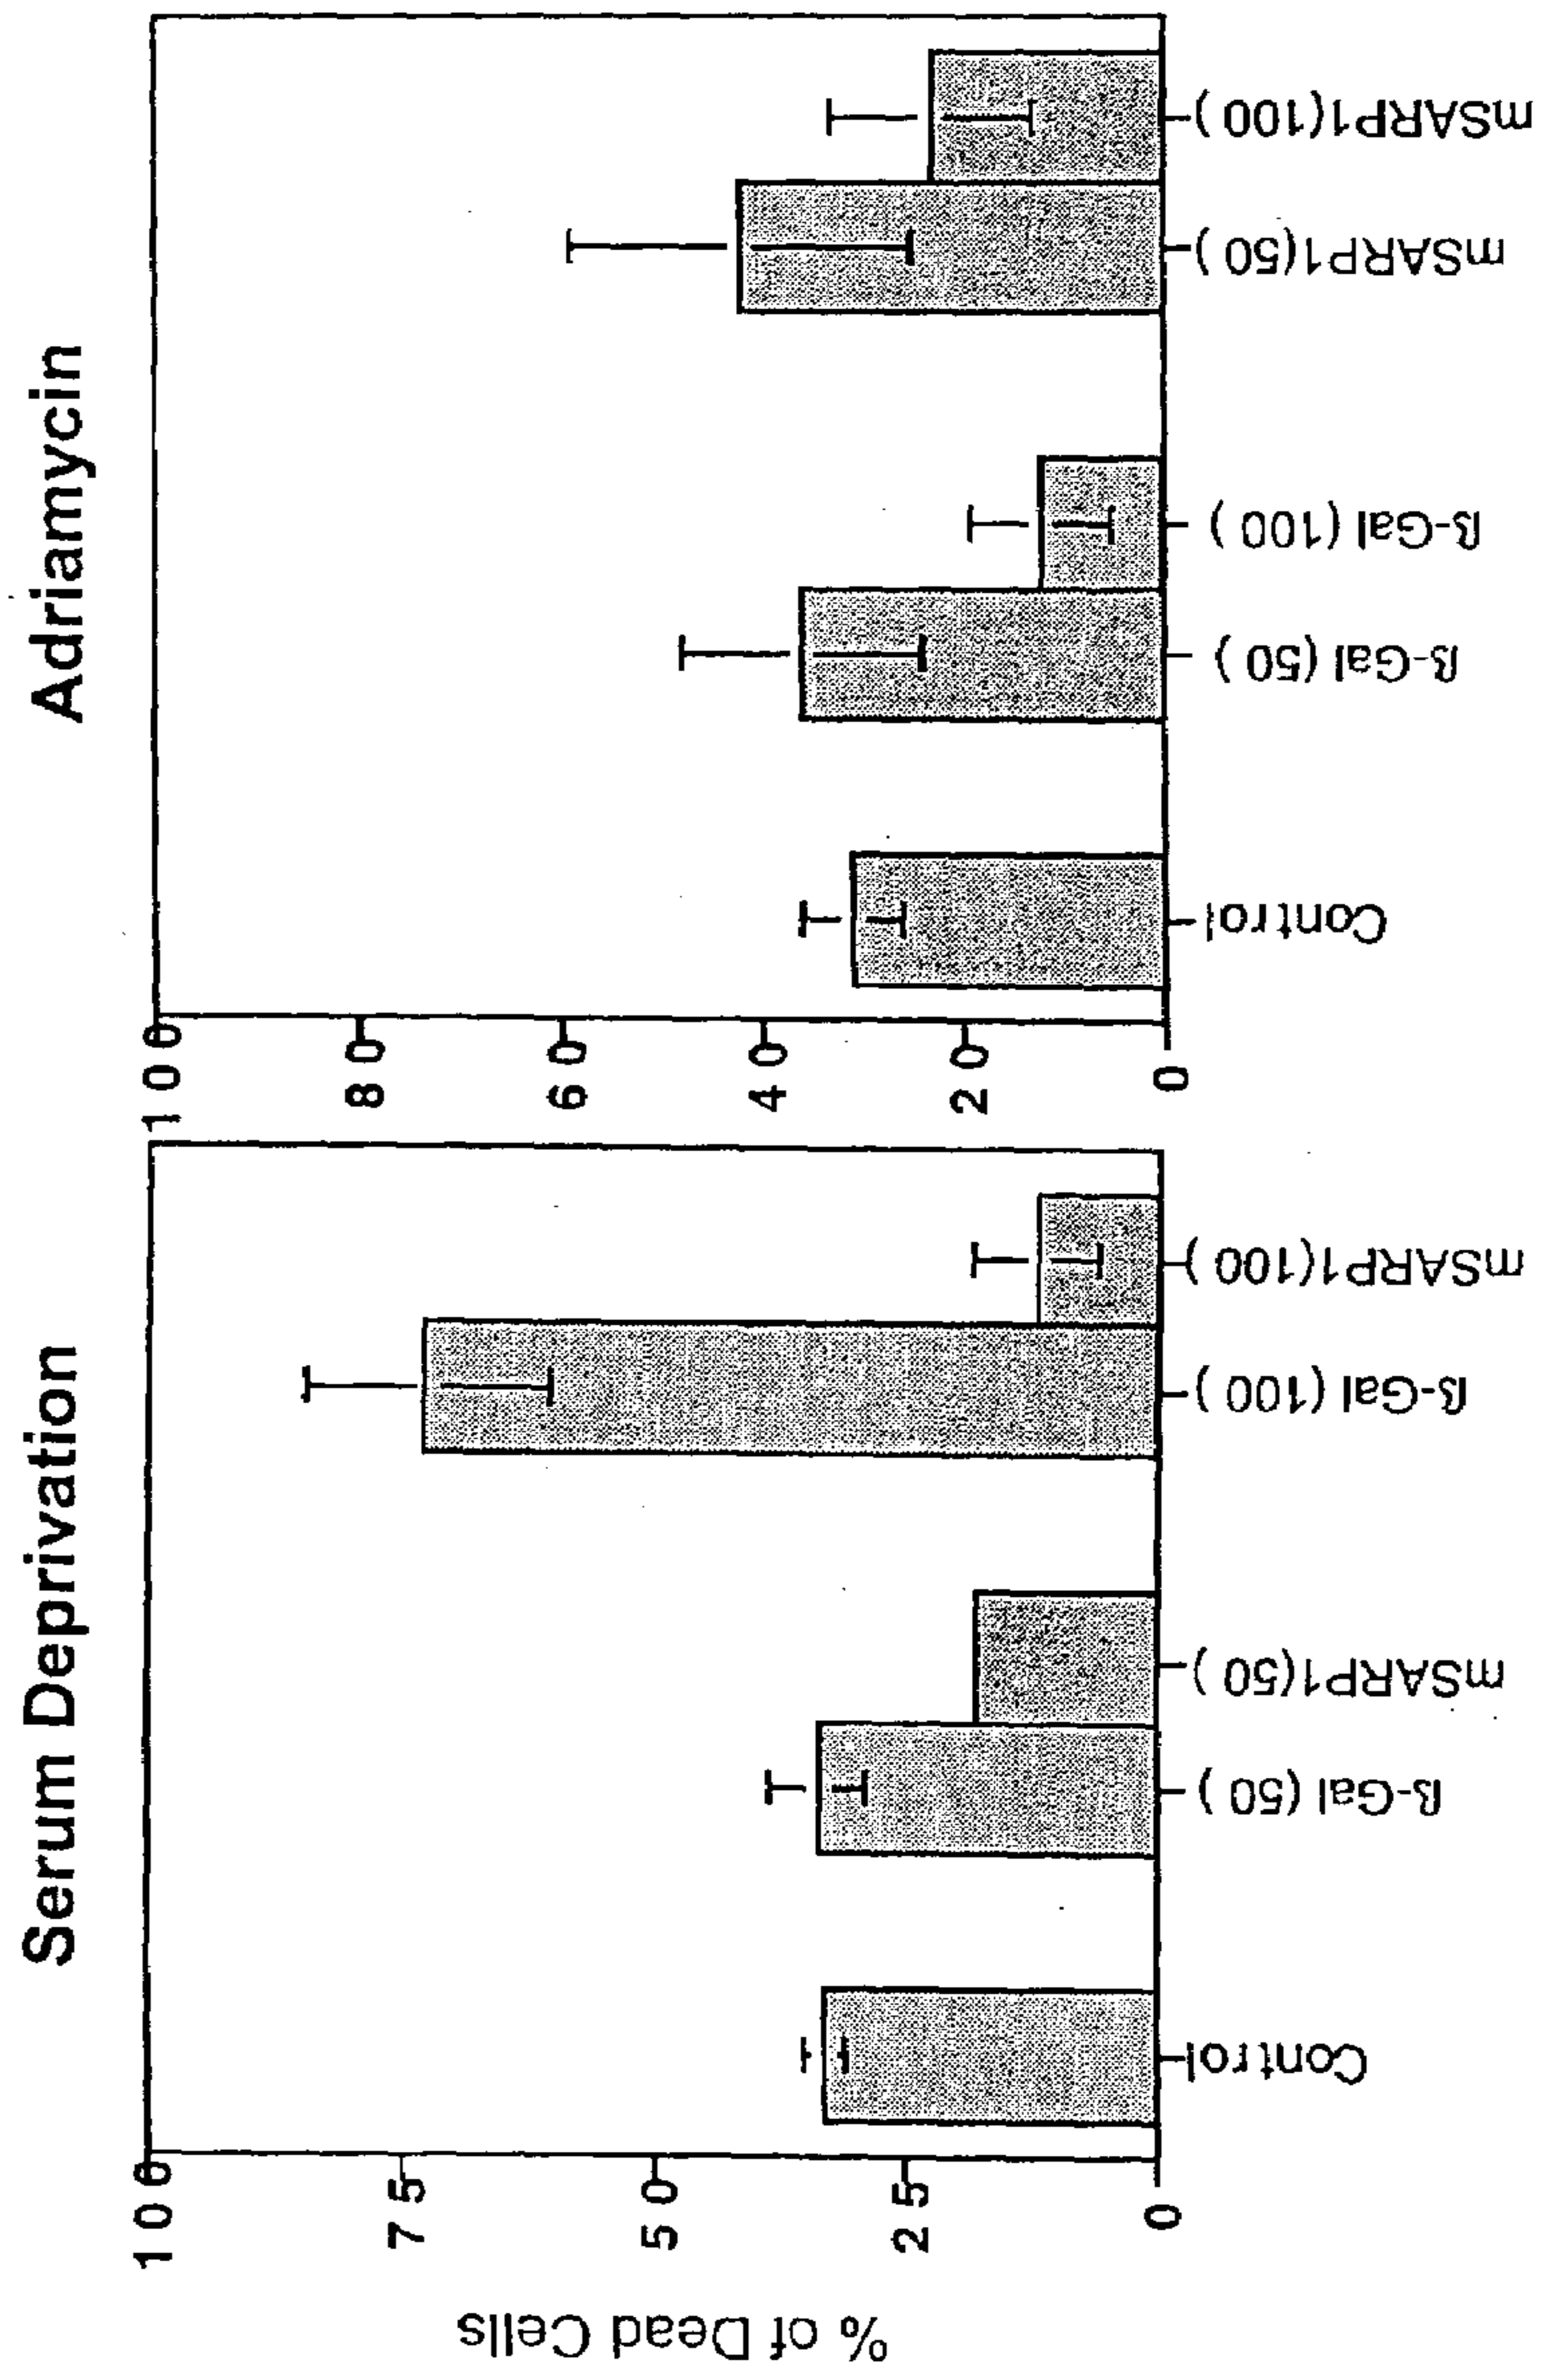 Serum Deprivation
% of Dead Cells
100
75
50
25
0
Control
ß-Gal (50)
mSARP1(50)
ß-Gal (100)
mSARP1(100)
Adriamycin
100
80
60
40
20
0
Control
ß-Gal (50)
ß-Gal (100)
mSARP1(50)
mSARP1(100)